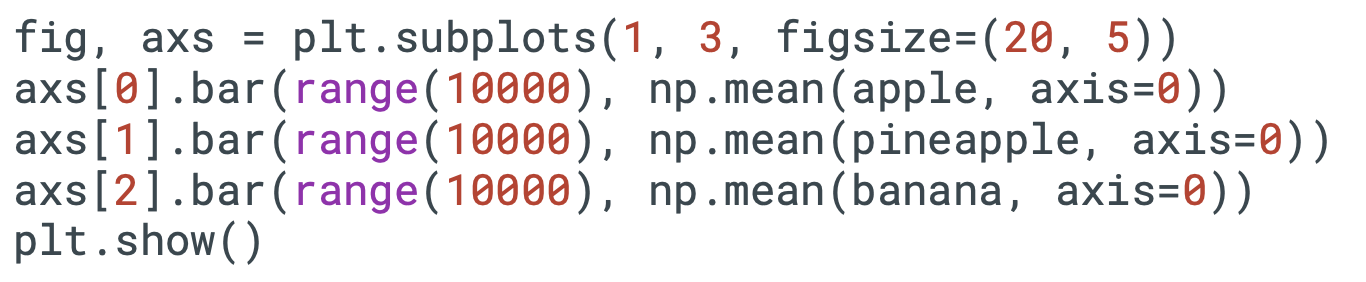 fig, axs = plt.subplots(1, 3, figsize=(20, 5))
axs[0].bar(range(10000), np.mean(apple, axis=0))
axs[1].bar(range(10000), np.mean(pineapple, axis=0))
axs[2].bar(range(10000), np.mean(banana, axis=0))
plt.show()